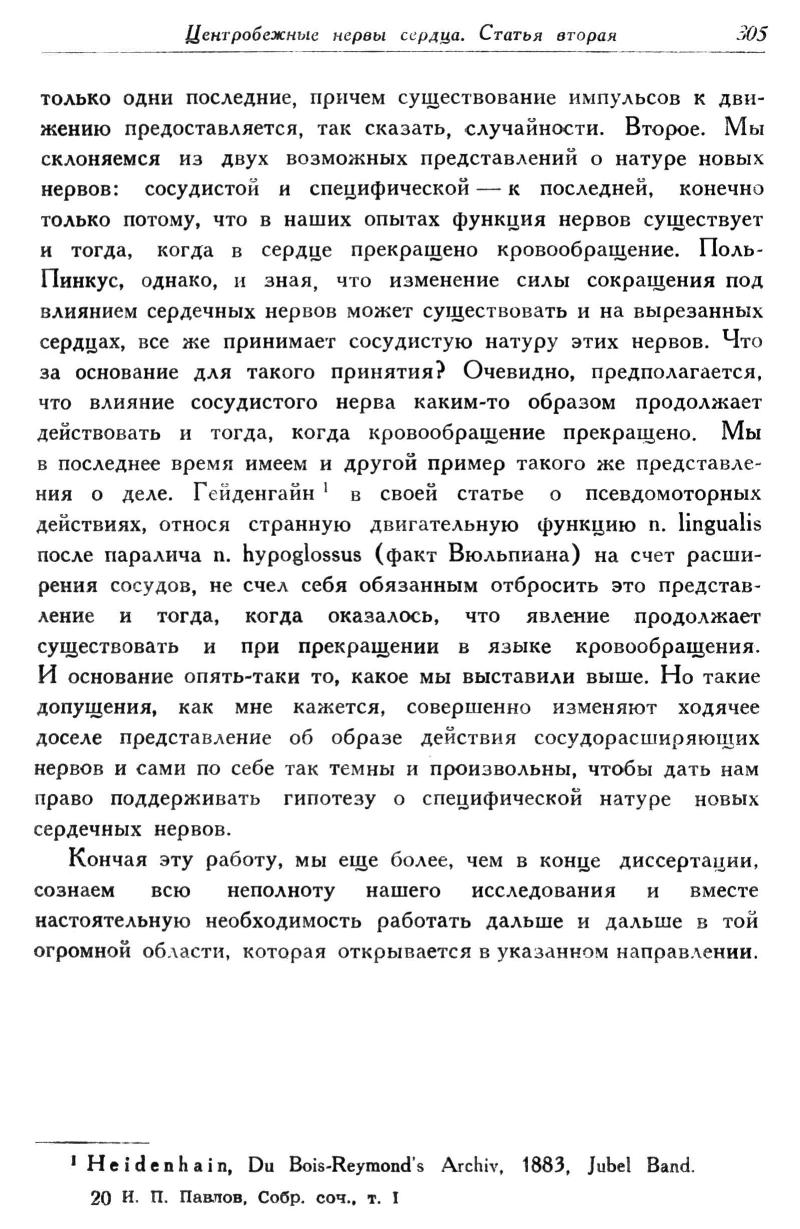 Центробежные нервы сердца. Статья вторая 305
только одни последние, причем существование импульсов к дви-
жению предоставляется, так сказать, случайности. Второе. Мы
склоняемся из двух возможных представлений о натуре новых
нервов: сосудистой и специфической — к последней, конечно
только потому, что в наших опытах функция нервов существует
и тогда, когда в сердце прекращено кровообращение. Поль-
Пинкус, однако, и зная, что изменение силы сокращения под
влиянием сердечных нервов может существовать и на вырезанных
сердцах, все же принимает сосудистую натуру этих нервов. Что
за основание для такого принятия? Очевидно, предполагается,
что влияние сосудистого нерва каким-то образом продолжает
действовать и тогда, когда кровообращение прекращено. Мы
в последнее время имеем и другой пример такого же представле-
ния о деле. Гейденгайн ¹ в своей статье о псевдомоторных
действиях, относя странную двигательную функцию n. lingualis
после паралича n. hypoglossus (факт Вюльпиана) на счет расши-
рения сосудов, не счел себя обязанным отбросить это представ-
ление и тогда, когда оказалось, что явление продолжает
существовать и при прекращении в языке кровообращения.
И основание опять-таки то, какое мы выставили выше. Но такие
допущения, как мне кажется, совершенно изменяют ходячее
доселе представление об образе действия сосудорасширяющих
нервов и сами по себе так темны и произвольны, чтобы дать нам
право поддерживать гипотезу о специфической натуре новых
сердечных нервов.
Кончая эту работу, мы еще более, чем в конце диссертации,
сознаем всю неполноту нашего исследования и вместе
настоятельную необходимость работать дальше и дальше в той
огромной области, которая открывается в указанном направлении.
¹ Heidenhain, Du Bois-Reymond's Archiv, 1883, Jubel Band.
20 И. П. Павлов, Собр. соч., т. I